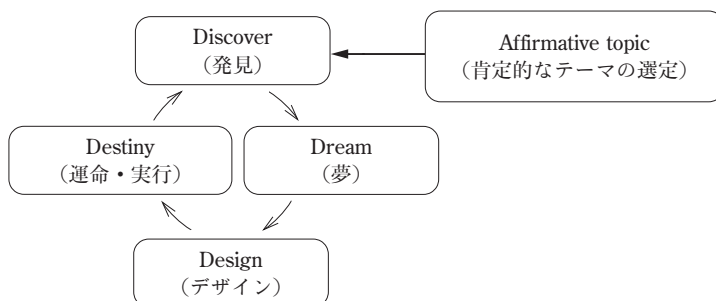 Discover
（発見）
Affirmative topic
（肯定的なテーマの選定）
Destiny
（運命・実行）
Dream
（夢）
Design
（デザイン）